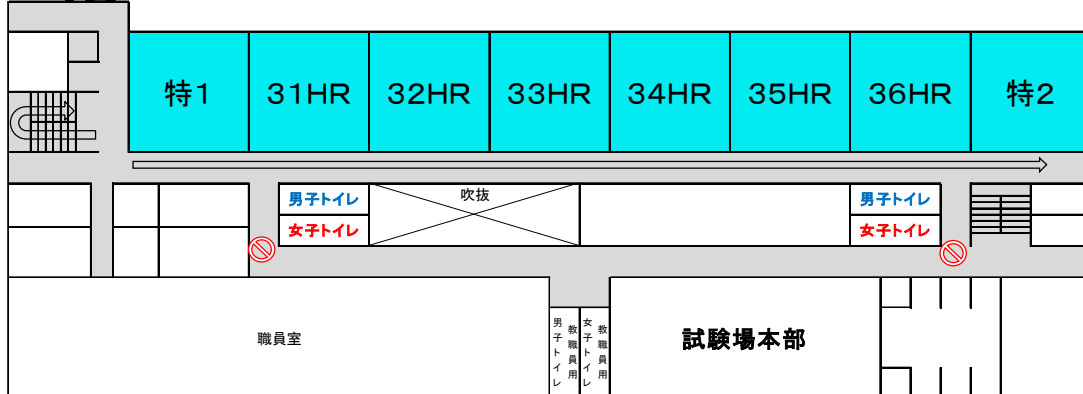 特1
31HR
32HR
33HR
34HR
35HR
36HR
特2
男子トイレ
女子トイレ
吹抜
男子トイレ
女子トイレ
職員室
教職員用
男子トイレ
教職員用
女子トイレ
試験場本部